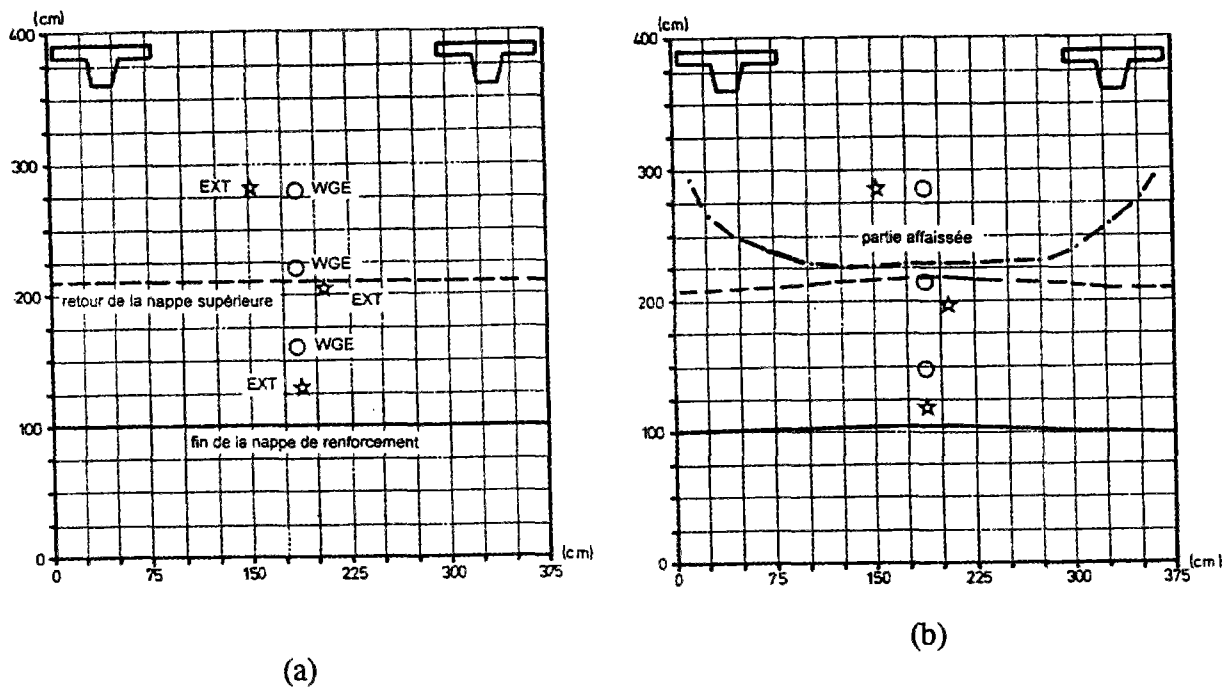 (cm)
400
300
200
100
0
0 75 150 225 300 375 (cm)
EXT WGE
WGE
retour de la nappe supérieure EXT
WGE
EXT
fin de la nappe de renforcement
(a)
(cm)
400
300
200
100
0
0 75 150 225 300 375 (cm)
partie affaissée
(b)